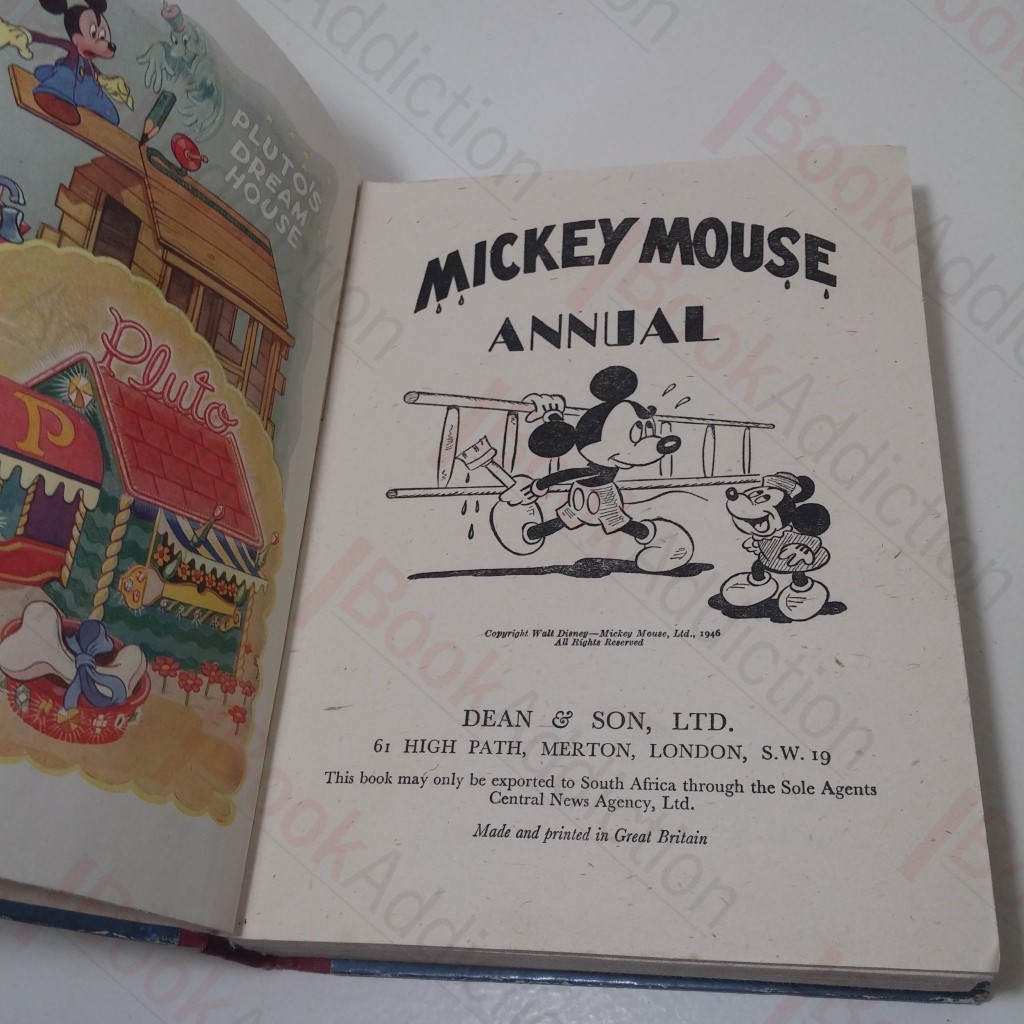 PLUTO'S
DREAM
HOUSE
Pluto
P
MICKEY MOUSE
ANNUAL
Copyright Walt Disney—Mickey Mouse, Ltd., 1946
All Rights Reserved
DEAN & SON, LTD.
61 HIGH PATH, MERTON, LONDON, S.W. 19
This book may only be exported to South Africa through the Sole Agents
Central News Agency, Ltd.
Made and printed in Great Britain
BookAddiction